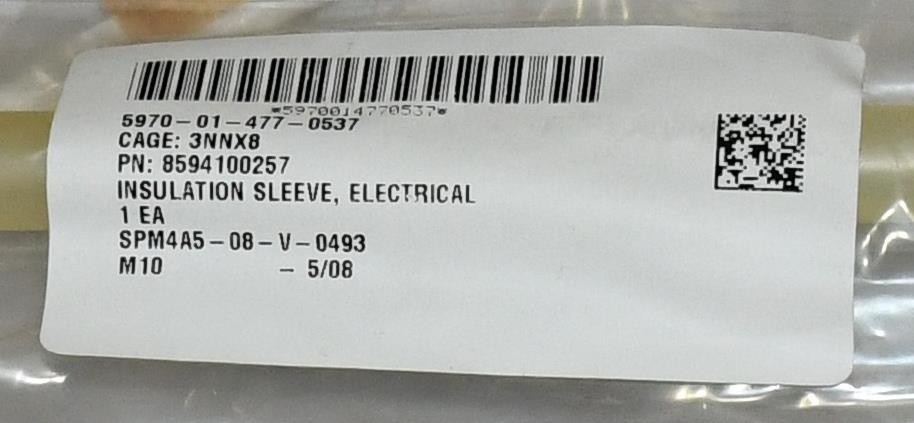 *5970014770537*
5970-01-477-0537
CAGE: 3NNX8
PN: 8594100257
INSULATION SLEEVE, ELECTRICAL
1 EA
SPM4A5-08-V-0493
M10 - 5/08